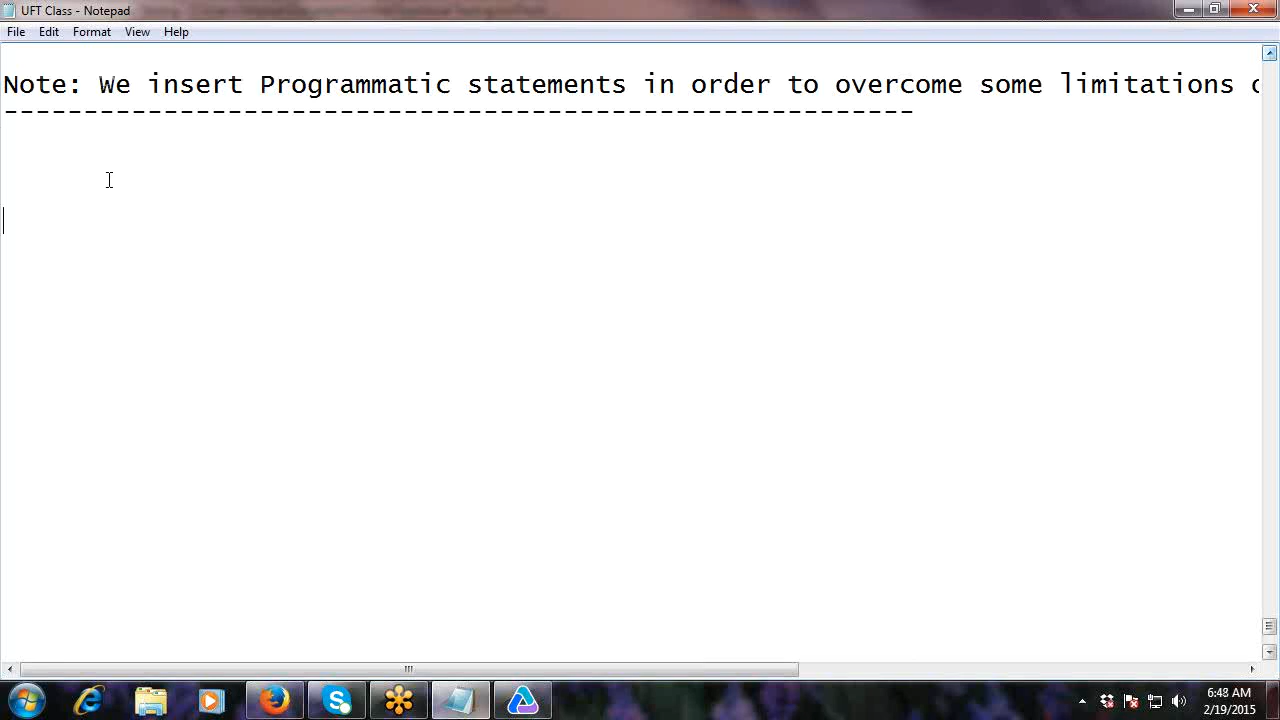 UFT Class - Notepad
File Edit Format View Help
Note: We insert Programmatic statements in order to overcome some limitations
---------------------------------------------------------
6:48 AM
2/19/2015